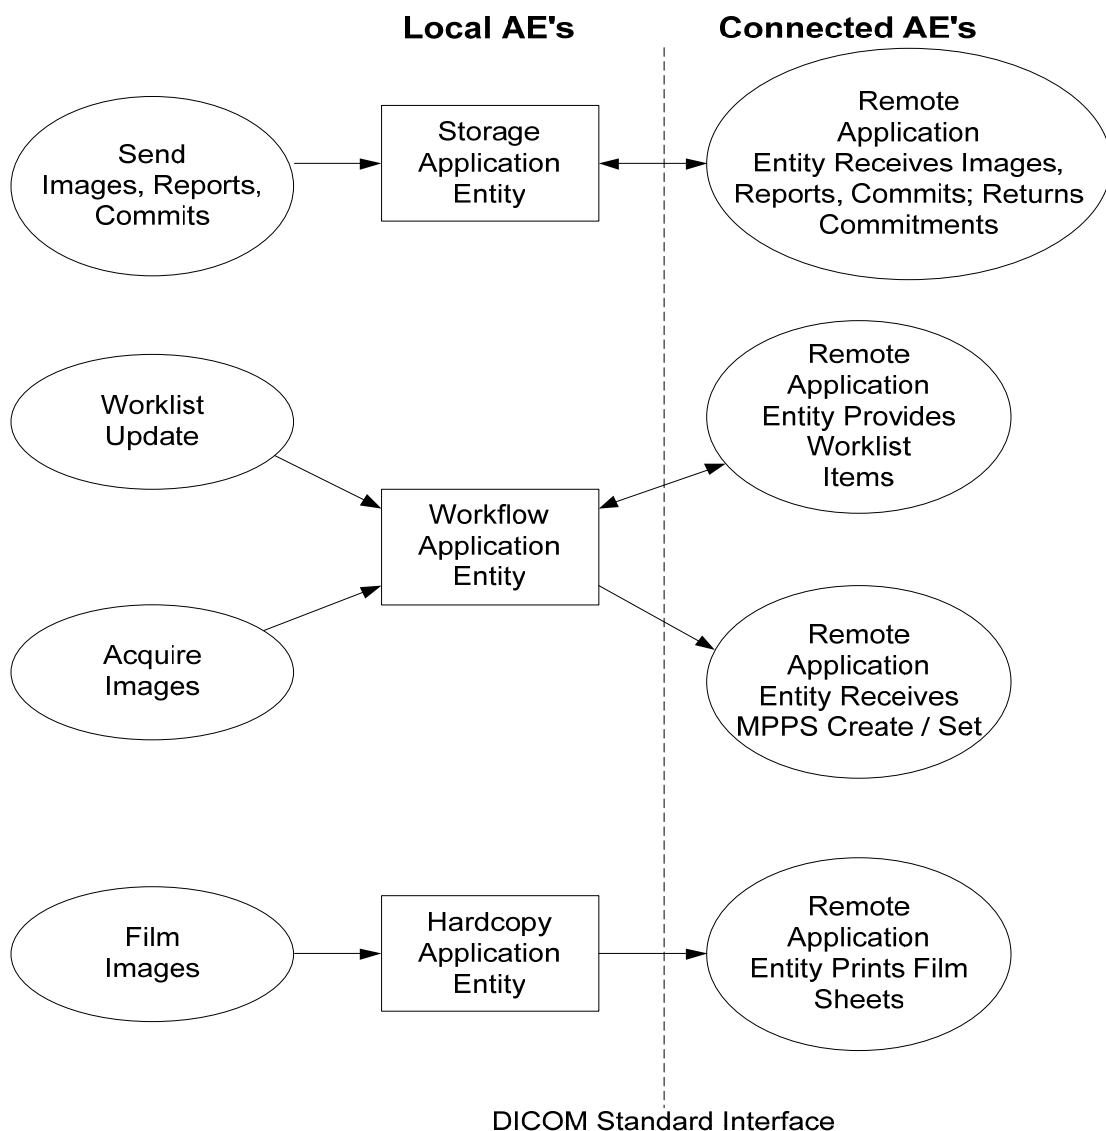 Local AE's
Connected AE's
Send
Images, Reports,
Commits
Storage
Application
Entity
Remote
Application
Entity Receives Images,
Reports, Commits; Returns
Commitments
Worklist
Update
Remote
Application
Entity Provides
Worklist
Items
Workflow
Application
Entity
Acquire
Images
Remote
Application
Entity Receives
MPPS Create / Set
Film
Images
Hardcopy
Application
Entity
Remote
Application
Entity Prints Film
Sheets
DICOM Standard Interface